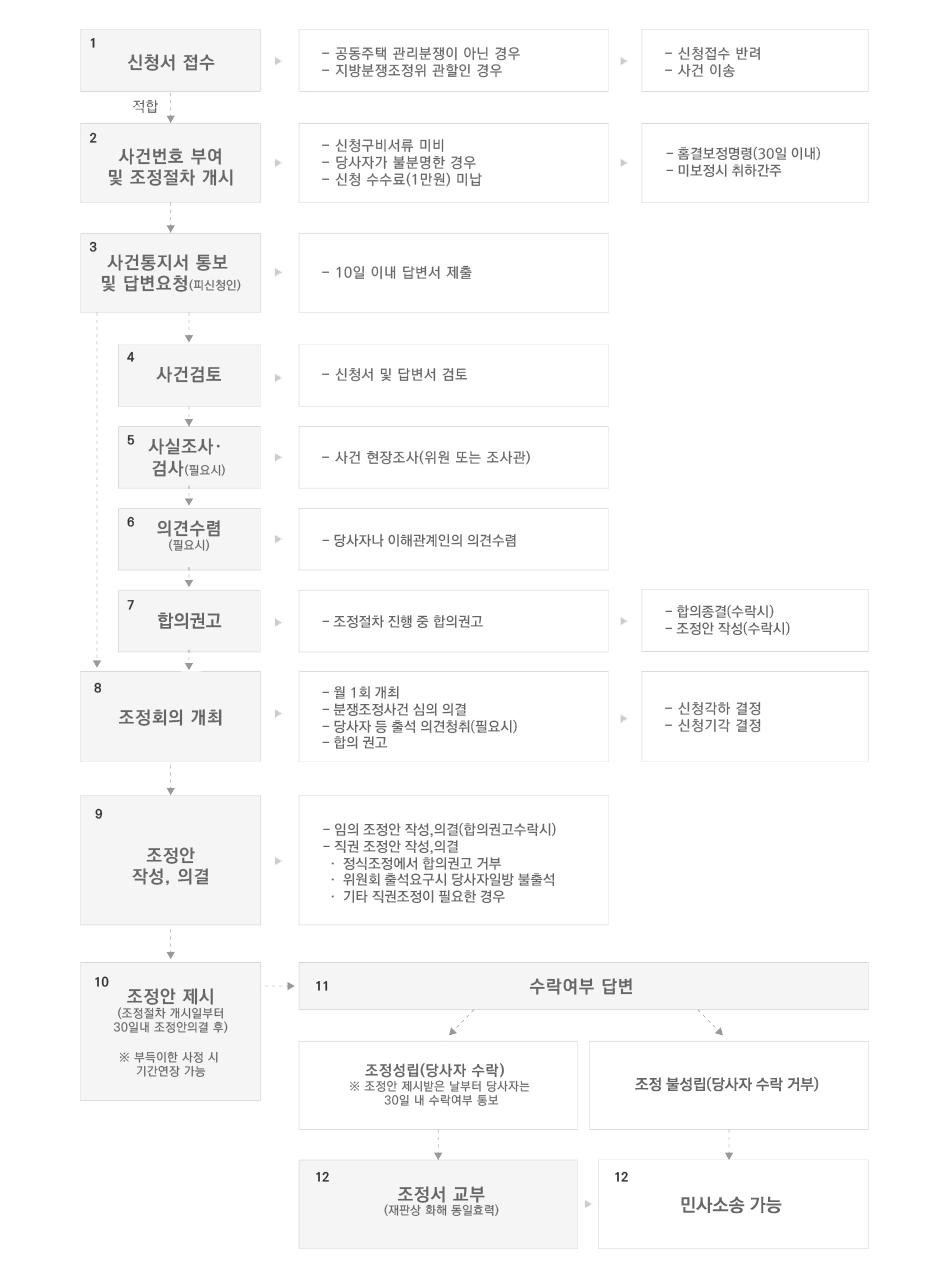 1
신청서 접수
– 공동주택 관리분쟁이 아닌 경우
– 지방분쟁조정위 관할인 경우
– 신청접수 반려
– 사건 이송
적합
2
사건번호 부여
및 조정절차 개시
– 신청구비서류 미비
– 당사자가 불분명한 경우
– 신청 수수료(1만원) 미납
– 홈결보정명령(30일 이내)
– 미보정시 취하간주
3
사건통지서 통보
및 답변요청(피신청인)
– 10일 이내 답변서 제출
4
사건검토
– 신청서 및 답변서 검토
5
사실조사·
검사(필요시)
– 사건 현장조사(위원 또는 조사관)
6
의견수렴
(필요시)
– 당사자나 이해관계인의 의견수렴
7
합의권고
– 조정절차 진행 중 합의권고
– 합의종결(수락시)
– 조정안 작성(수락시)
8
조정회의 개최
– 월 1회 개최
– 분쟁조정사건 심의 의결
– 당사자 등 출석 의견청취(필요시)
– 합의 권고
– 신청각하 결정
– 신청기각 결정
9
조정안
작성, 의결
– 임의 조정안 작성,의결(합의권고수락시)
– 직권 조정안 작성,의결
· 정식조정에서 합의권고 거부
· 위원회 출석요구시 당사자일방 불출석
· 기타 직권조정이 필요한 경우
10
조정안 제시
(조정절차 개시일부터
30일내 조정안의결 후)
※ 부득이한 사정 시
기간연장 가능
11
수락여부 답변
조정성립(당사자 수락)
※ 조정안 제시받은 날부터 당사자는
30일 내 수락여부 통보
조정 불성립(당사자 수락 거부)
12
조정서 교부
(재판상 화해 동일효력)
12
민사소송 가능